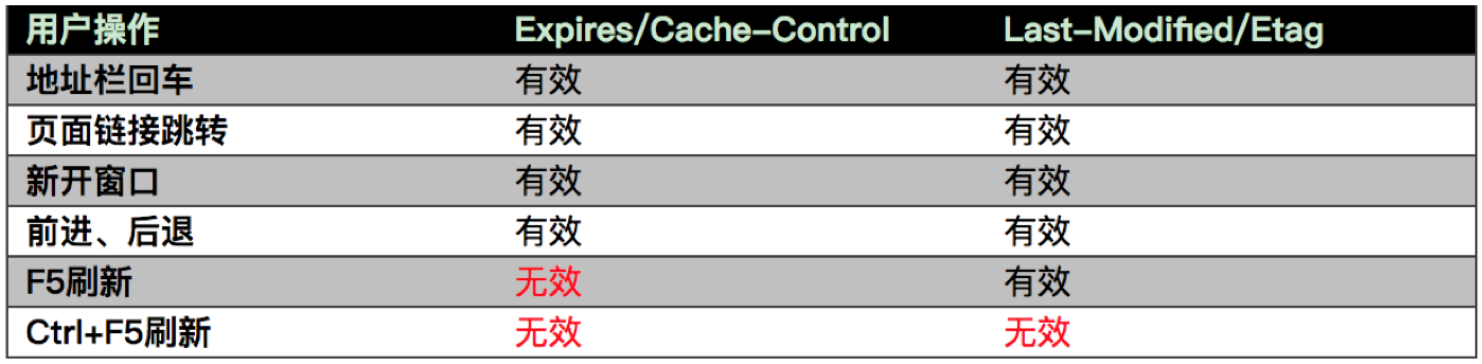 用户操作 Expires/Cache-Control Last-Modified/Etag
地址栏回车 有效 有效
页面链接跳转 有效 有效
新开窗口 有效 有效
前进、后退 有效 有效
F5刷新 无效 有效
Ctrl+F5刷新 无效 无效